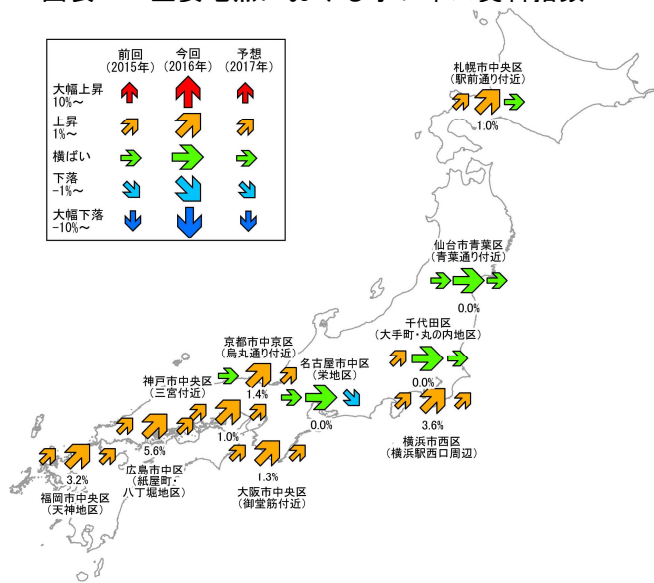 前回
(2015年)
今回
(2016年)
予想
(2017年)
大幅上昇
10%～
上昇
1%～
横ばい
下落
-1%～
大幅下落
-10%～
札幌市中央区
(駅前通り付近)
1.0%
仙台市青葉区
(青葉通り付近)
0.0%
千代田区
(大手町・丸の内地区)
0.0%
京都市中京区
(烏丸通り付近)
1.4%
名古屋市中区
(栄地区)
0.0%
神戸市中央区
(三宮付近)
1.0%
3.6%
横浜市西区
(横浜駅西口周辺)
5.6%
広島市中区
(紙屋町・
八丁堀地区)
3.2%
福岡市中央区
(天神地区)
1.3%
大阪市中央区
(御堂筋付近)